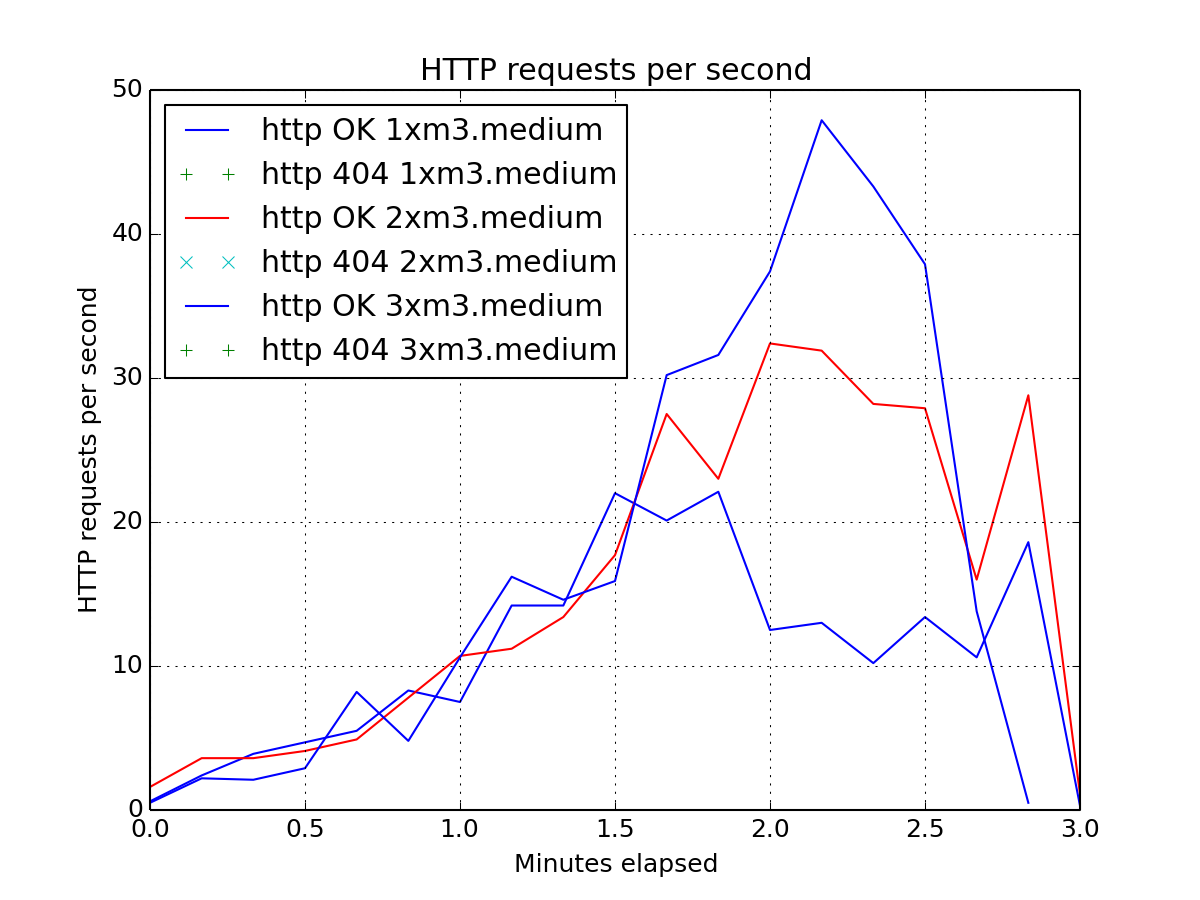 HTTP requests per second
50
40
30
20
10
0
HTTP requests per second
http OK 1xm3.medium
http 404 1xm3.medium
http OK 2xm3.medium
http 404 2xm3.medium
http OK 3xm3.medium
http 404 3xm3.medium
0.0 0.5 1.0 1.5 2.0 2.5 3.0
Minutes elapsed